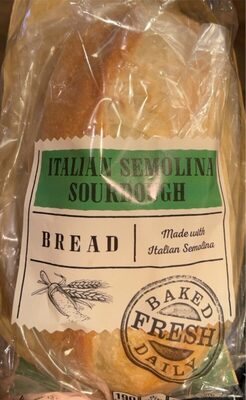 ITALIAN SEMOLINA
SOURDOUGH
BREAD
Made with
Italian Semolina
BAKED
FRESH
DAILY